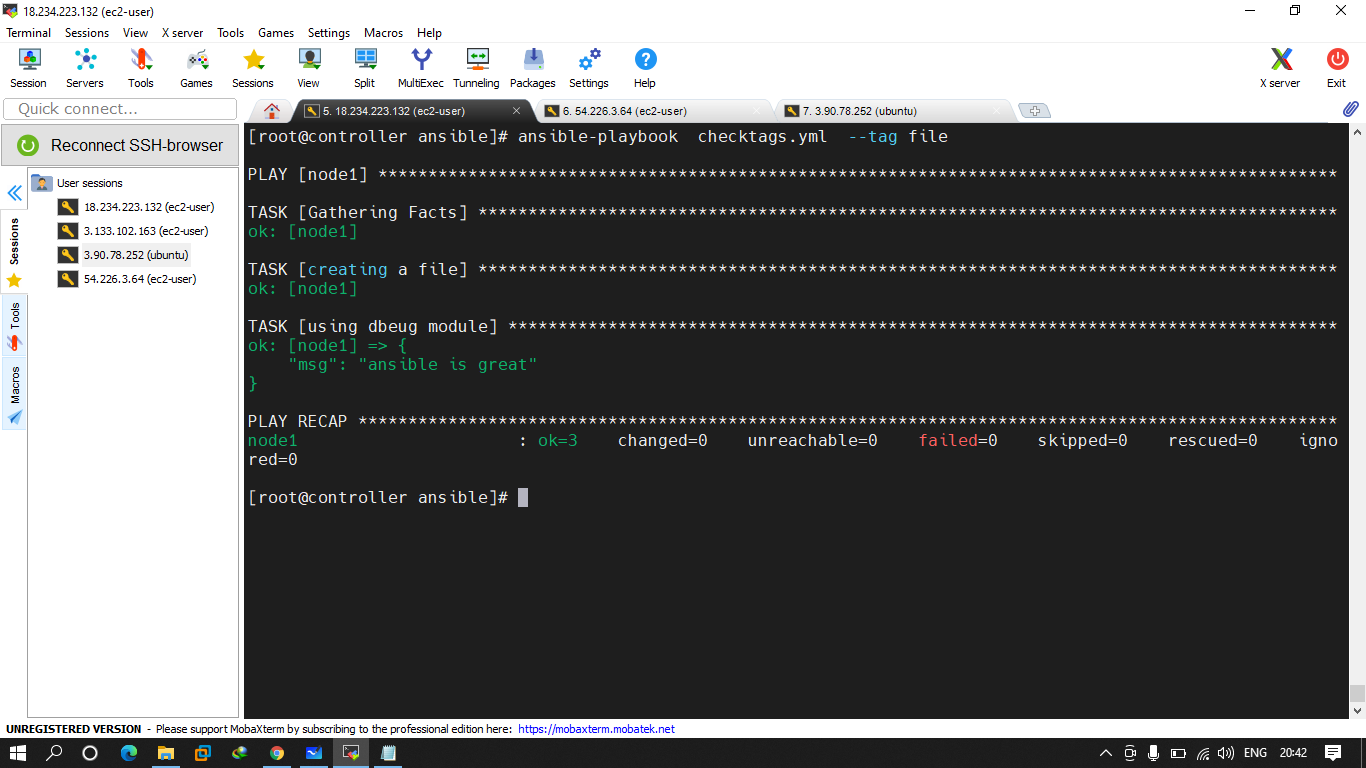 18.234.223.132 (ec2-user)
Terminal Sessions View X server Tools Games Settings Macros Help
Session Servers Tools Games Sessions View Split MultiExec Tunneling Packages Settings Help X server Exit
Quick connect...
5. 18.234.223.132 (ec2-user)
6. 54.226.3.64 (ec2-user)
7. 3.90.78.252 (ubuntu)
Reconnect SSH-browser
User sessions
18.234.223.132 (ec2-user)
3.133.102.163 (ec2-user)
3.90.78.252 (ubuntu)
54.226.3.64 (ec2-user)
Sessions
Tools
Macros
[root@controller ansible]# ansible-playbook  checktags.yml  --tag file
PLAY [node1] ************************************************************************************************
TASK [Gathering Facts] **************************************************************************************
ok: [node1]
TASK [creating a file] **************************************************************************************
ok: [node1]
TASK [using dbeug module] ***********************************************************************************
ok: [node1] => {
    "msg": "ansible is great"
}
PLAY RECAP **************************************************************************************************
node1                      : ok=3    changed=0    unreachable=0    failed=0    skipped=0    rescued=0    igno
red=0
[root@controller ansible]#
UNREGISTERED VERSION - Please support MobaXterm by subscribing to the professional edition here: https://mobaxterm.mobatek.net
ENG 20:42